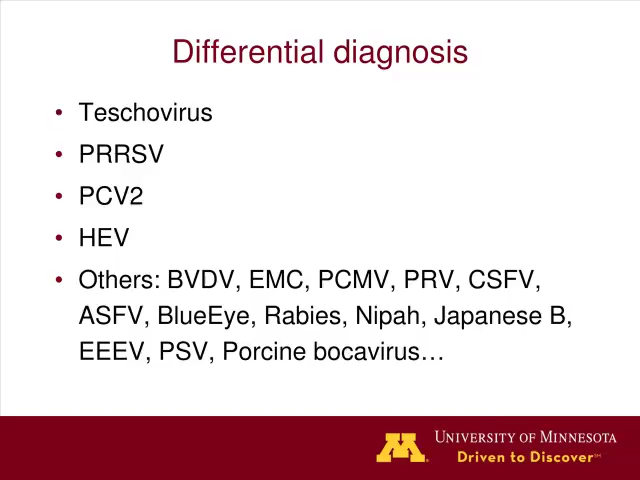 Differential diagnosis
• Teschovirus
• PRRSV
• PCV2
• HEV
• Others: BVDV, EMC, PCMV, PRV, CSFV,
ASFV, BlueEye, Rabies, Nipah, Japanese B,
EEEV, PSV, Porcine bocavirus…
M
UNIVERSITY OF MINNESOTA
Driven to Discover℠